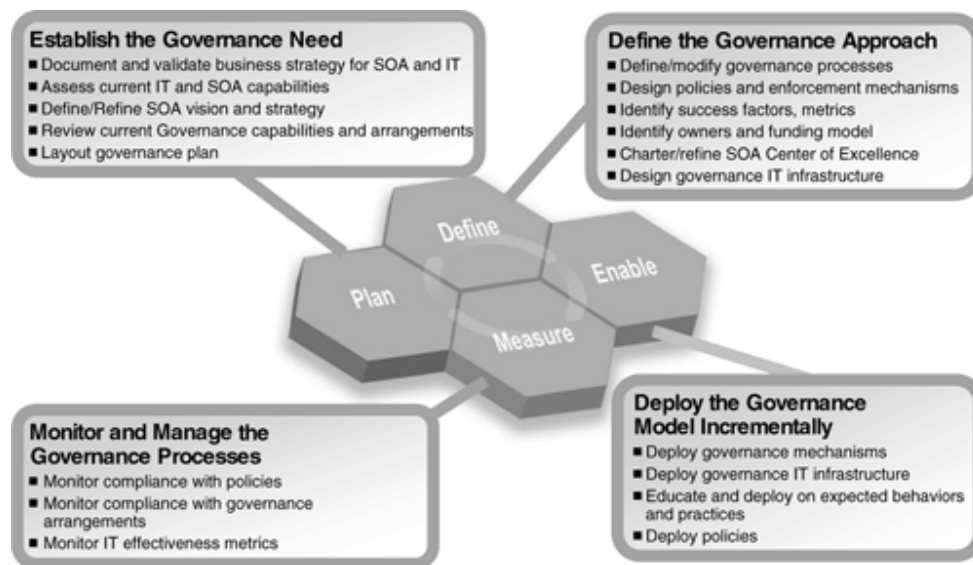 Establish the Governance Need
■ Document and validate business strategy for SOA and IT
■ Assess current IT and SOA capabilities
■ Define/Refine SOA vision and strategy
■ Review current Governance capabilities and arrangements
■ Layout governance plan
Define the Governance Approach
■ Define/modify governance processes
■ Design policies and enforcement mechanisms
■ Identify success factors, metrics
■ Identify owners and funding model
■ Charter/refine SOA Center of Excellence
■ Design governance IT infrastructure
Define
Enable
Plan
Measure
Monitor and Manage the
Governance Processes
■ Monitor compliance with policies
■ Monitor compliance with governance
arrangements
■ Monitor IT effectiveness metrics
Deploy the Governance
Model Incrementally
■ Deploy governance mechanisms
■ Deploy governance IT infrastructure
■ Educate and deploy on expected behaviors
and practices
■ Deploy policies